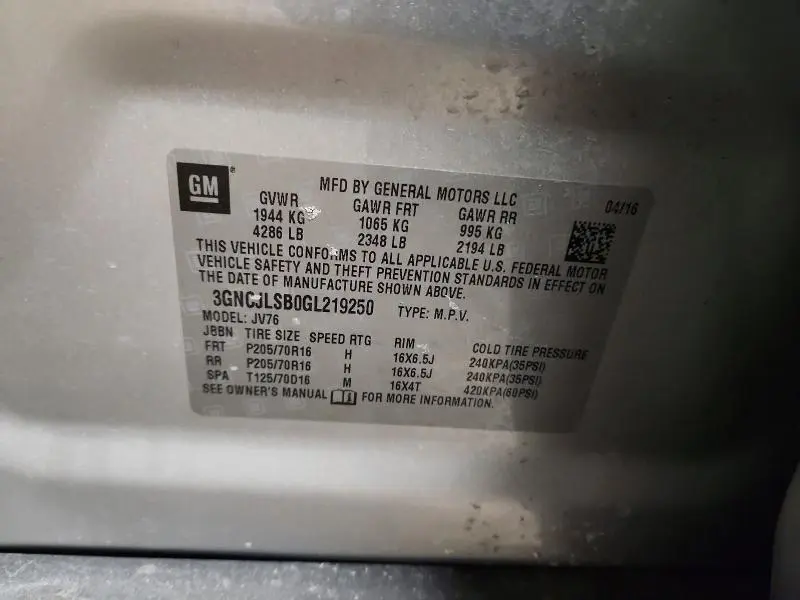 GM®
MFD BY GENERAL MOTORS LLC
04/16
GVWR GAWR FRT GAWR RR
1944 KG 1065 KG 995 KG
4286 LB 2348 LB 2194 LB
THIS VEHICLE CONFORMS TO ALL APPLICABLE U.S. FEDERAL MOTOR
VEHICLE SAFETY AND THEFT PREVENTION STANDARDS IN EFFECT ON
THE DATE OF MANUFACTURE SHOWN ABOVE.
3GNCJLSB0GL219250 TYPE: M.P.V.
MODEL: JV76
JBBN TIRE SIZE SPEED RTG RIM COLD TIRE PRESSURE
FRT P205/70R16 H 16X6.5J 240KPA(35PSI)
RR P205/70R16 H 16X6.5J 240KPA(35PSI)
SPA T125/70D16 M 16X4T 420KPA(60PSI)
SEE OWNER'S MANUAL FOR MORE INFORMATION.